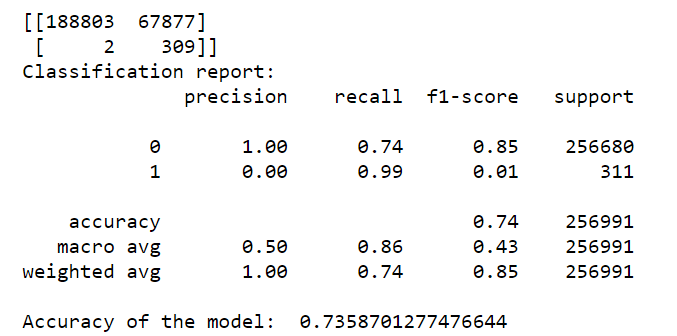 [[188803  67877]
 [     2    309]]
Classification report:
              precision    recall  f1-score   support

           0       1.00      0.74      0.85    256680
           1       0.00      0.99      0.01       311

    accuracy                           0.74    256991
   macro avg       0.50      0.86      0.43    256991
weighted avg       1.00      0.74      0.85    256991

Accuracy of the model:  0.7358701277476644